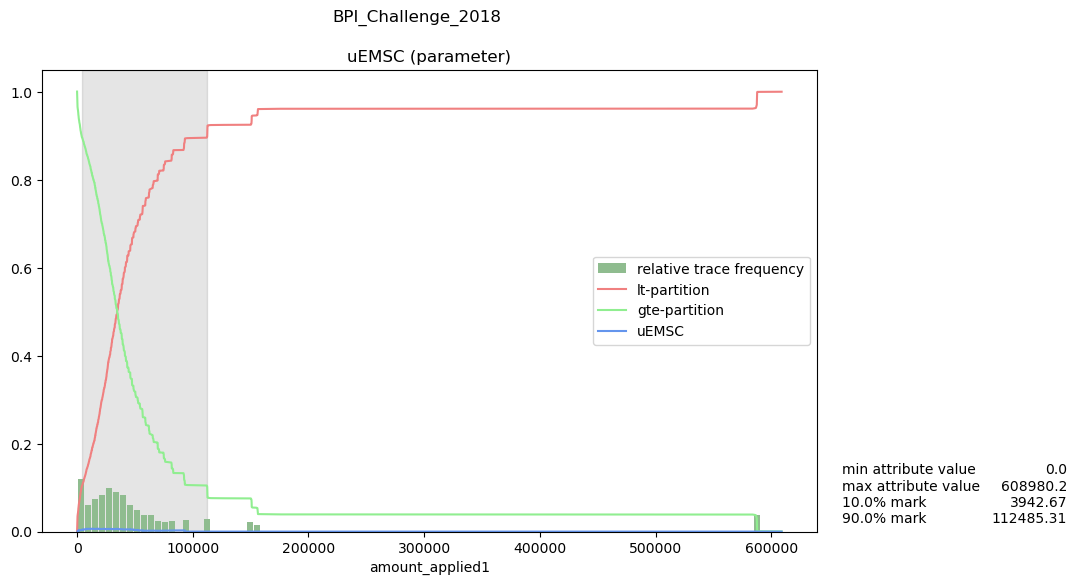 BPI_Challenge_2018
uEMSC (parameter)
1.0
0.8
0.6
0.4
0.2
0.0
relative trace frequency
lt-partition
gte-partition
uEMSC
0 100000 200000 300000 400000 500000 600000
amount_applied1
min attribute value 0.0
max attribute value 608980.2
10.0% mark 3942.67
90.0% mark 112485.31